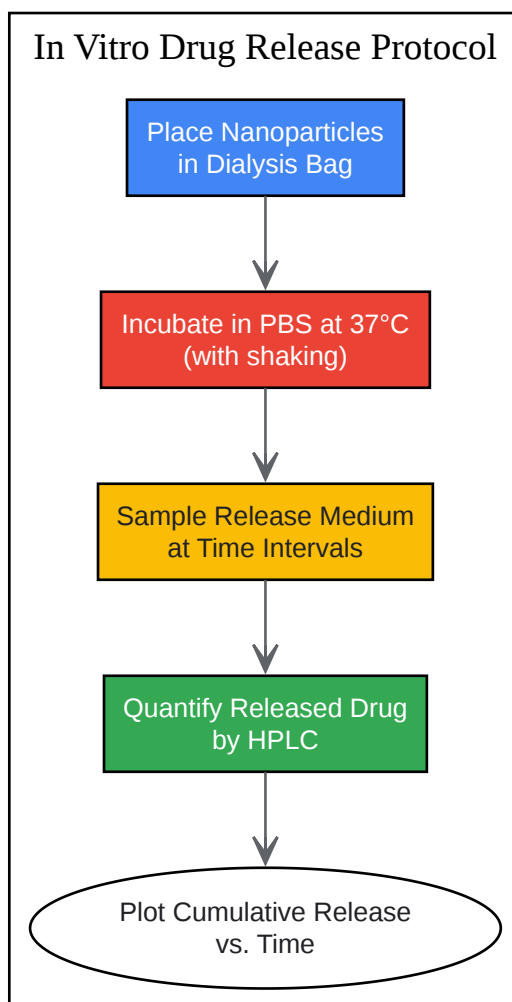 In Vitro Drug Release Protocol
Place Nanoparticles
in Dialysis Bag
Incubate in PBS at 37°C
(with shaking)
Sample Release Medium
at Time Intervals
Quantify Released Drug
by HPLC
Plot Cumulative Release
vs. Time